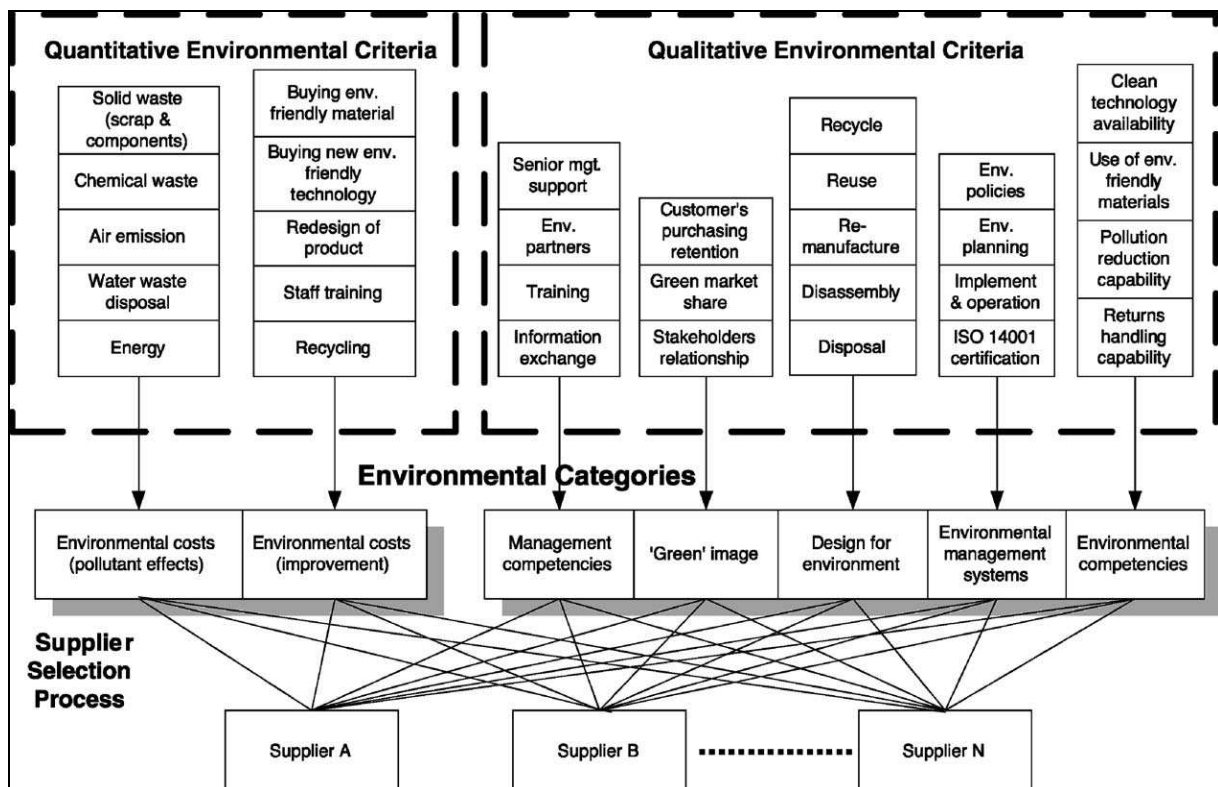 Quantitative Environmental Criteria
Solid waste
(scrap &
components)
Chemical waste
Air emission
Water waste
disposal
Energy
Buying env.
friendly material
Buying new env.
friendly
technology
Redesign of
product
Staff training
Recycling
Qualitative Environmental Criteria
Senior mgt.
support
Env.
partners
Training
Information
exchange
Customer's
purchasing
retention
Green market
share
Stakeholders
relationship
Recycle
Reuse
Re-
manufacture
Disassembly
Disposal
Env.
policies
Env.
planning
Implement
& operation
ISO 14001
certification
Clean
technology
availability
Use of env.
friendly
materials
Pollution
reduction
capability
Returns
handling
capability
Environmental Categories
Environmental costs
(pollutant effects)
Environmental costs
(improvement)
Management
competencies
'Green' image
Design for
environment
Environmental
management
systems
Environmental
competencies
Supplier
Selection
Process
Supplier A
Supplier B
Supplier N